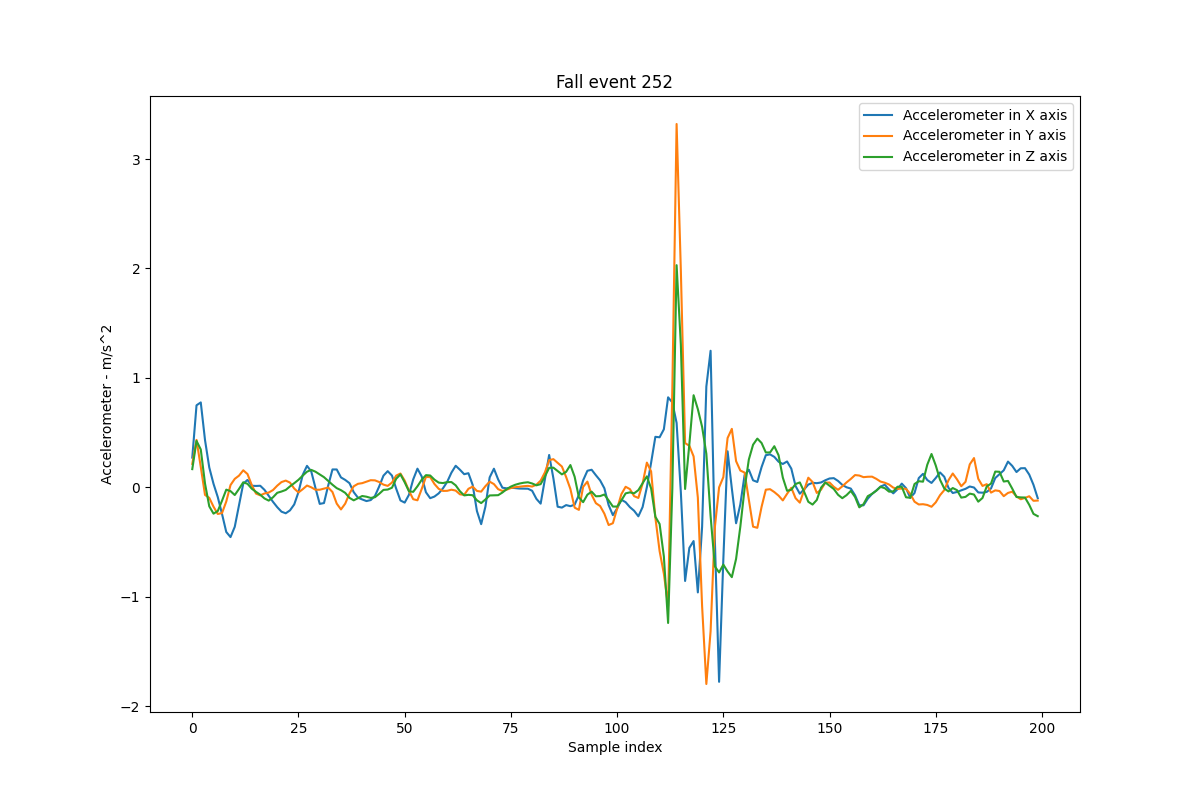 Fall event 252
Accelerometer in X axis
Accelerometer in Y axis
Accelerometer in Z axis
Accelerometer - m/s^2
3
2
1
0
−1
−2
0 25 50 75 100 125 150 175 200
Sample index